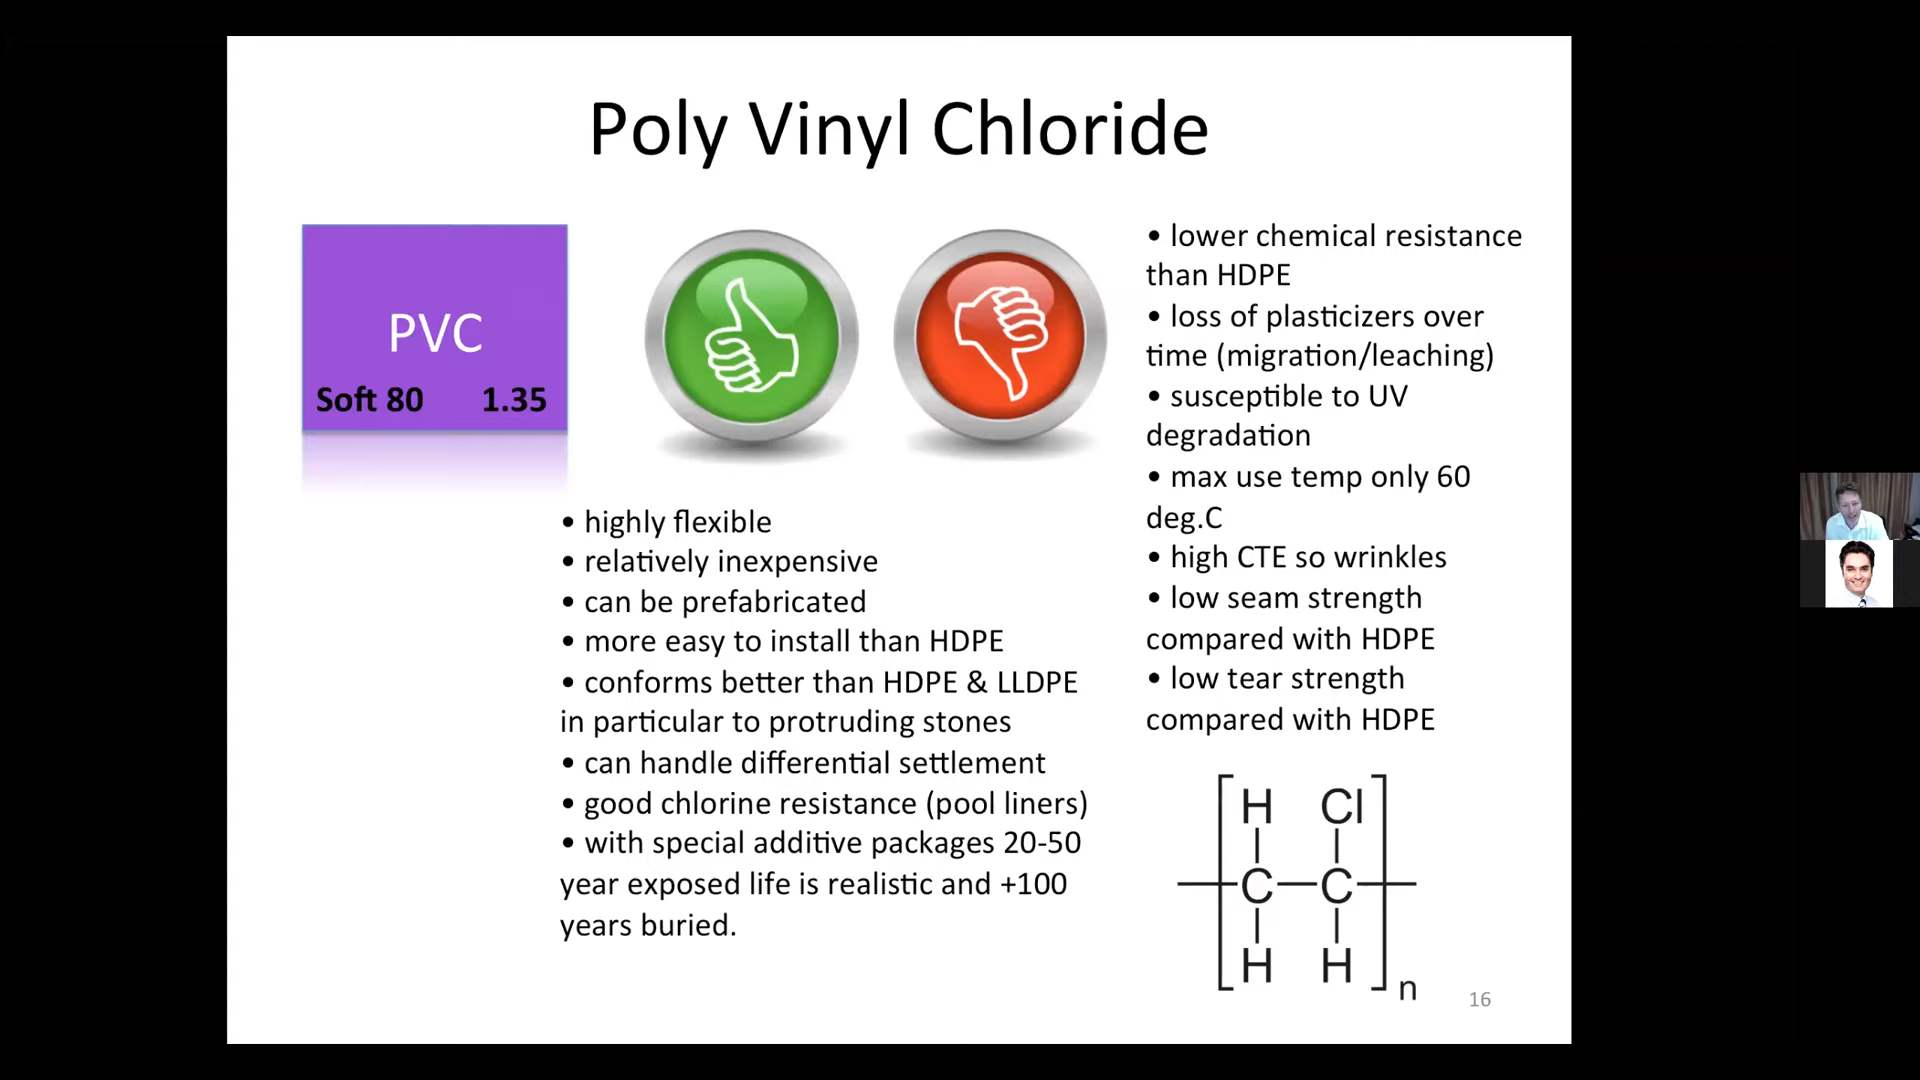 Poly Vinyl Chloride
PVC
Soft 80 1.35
• highly flexible
• relatively inexpensive
• can be prefabricated
• more easy to install than HDPE
• conforms better than HDPE & LLDPE
in particular to protruding stones
• can handle differential settlement
• good chlorine resistance (pool liners)
• with special additive packages 20-50
year exposed life is realistic and +100
years buried.
• lower chemical resistance
than HDPE
• loss of plasticizers over
time (migration/leaching)
• susceptible to UV
degradation
• max use temp only 60
deg.C
• high CTE so wrinkles
• low seam strength
compared with HDPE
• low tear strength
compared with HDPE
H Cl
C C
H H
n
16